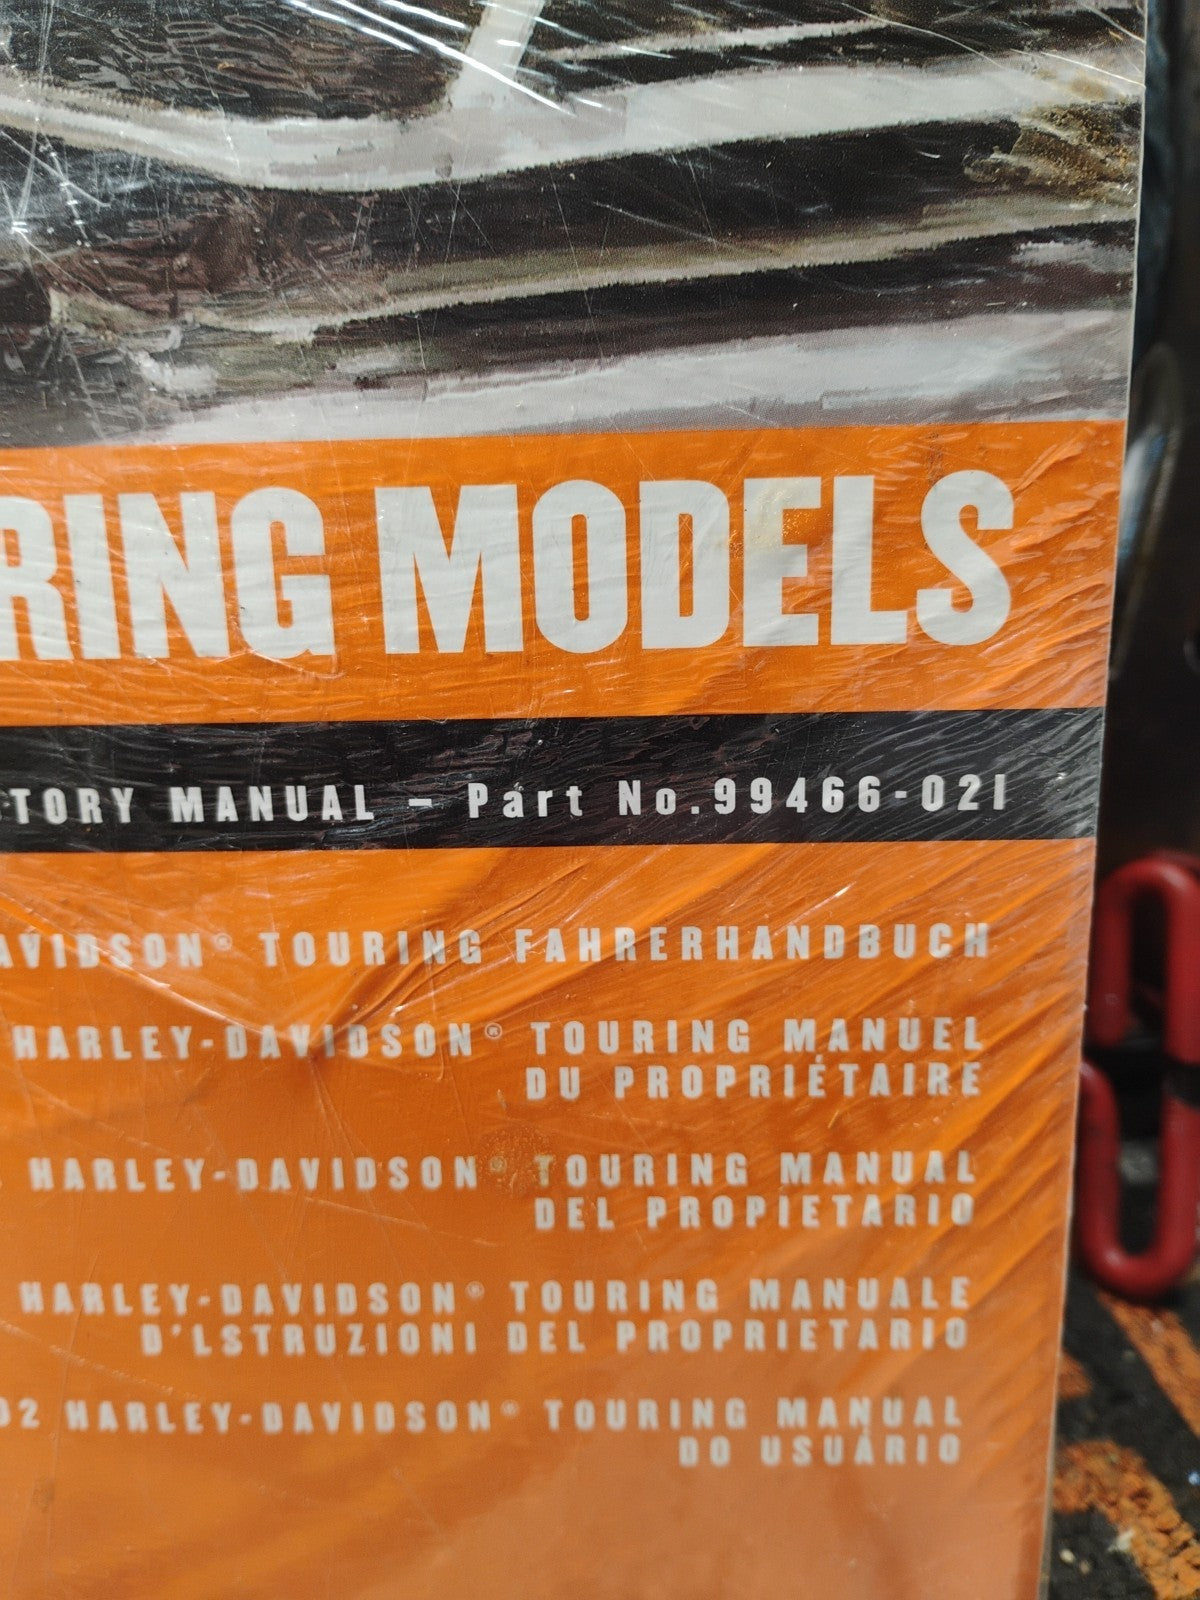 RING MODELS
TORY MANUAL – Part No.99466-02I
AVIDSON® TOURING FAHRERHANDBUCH
HARLEY-DAVIDSON® TOURING MANUEL
DU PROPRIÉTAIRE
HARLEY-DAVIDSON® TOURING MANUAL
DEL PROPIETARIO
HARLEY-DAVIDSON® TOURING MANUALE
D'LSTRUZIONI DEL PROPRIETARIO
02 HARLEY-DAVIDSON® TOURING MANUAL
DO USUÁRIO